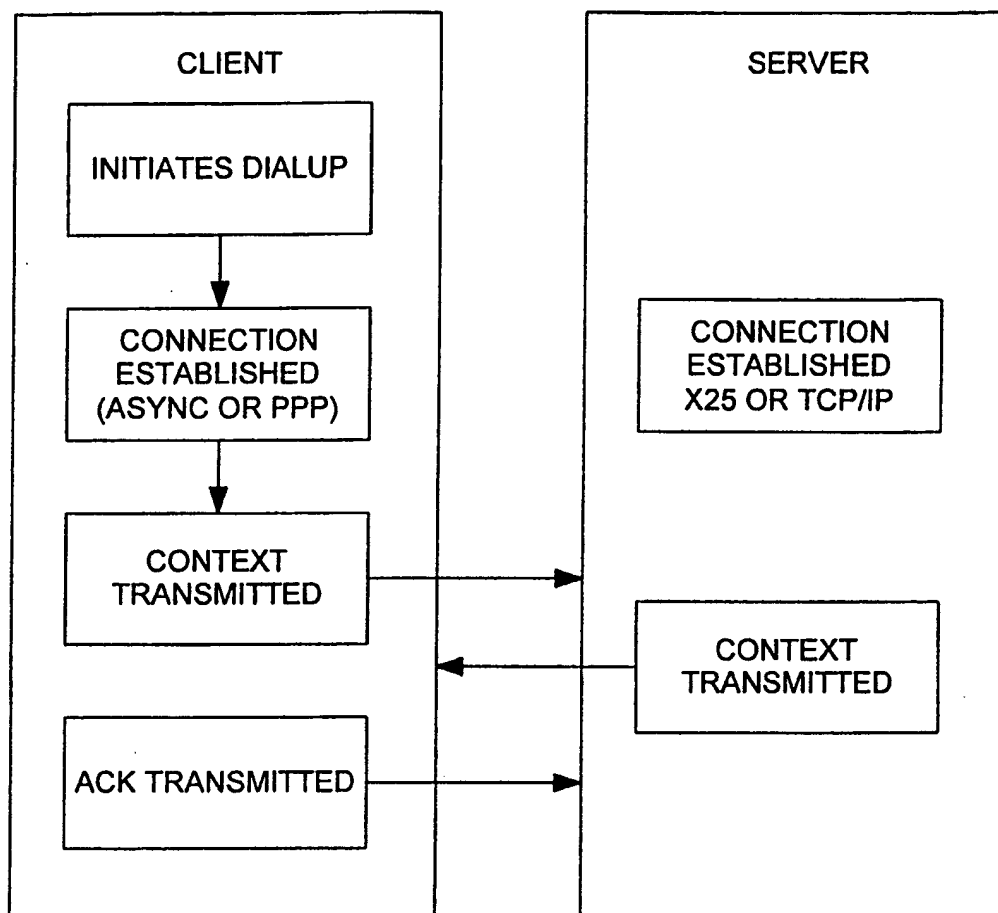 CLIENT
INITIATES DIALUP
CONNECTION
ESTABLISHED
(ASYNC OR PPP)
CONTEXT
TRANSMITTED
ACK TRANSMITTED
SERVER
CONNECTION
ESTABLISHED
X25 OR TCP/IP
CONTEXT
TRANSMITTED